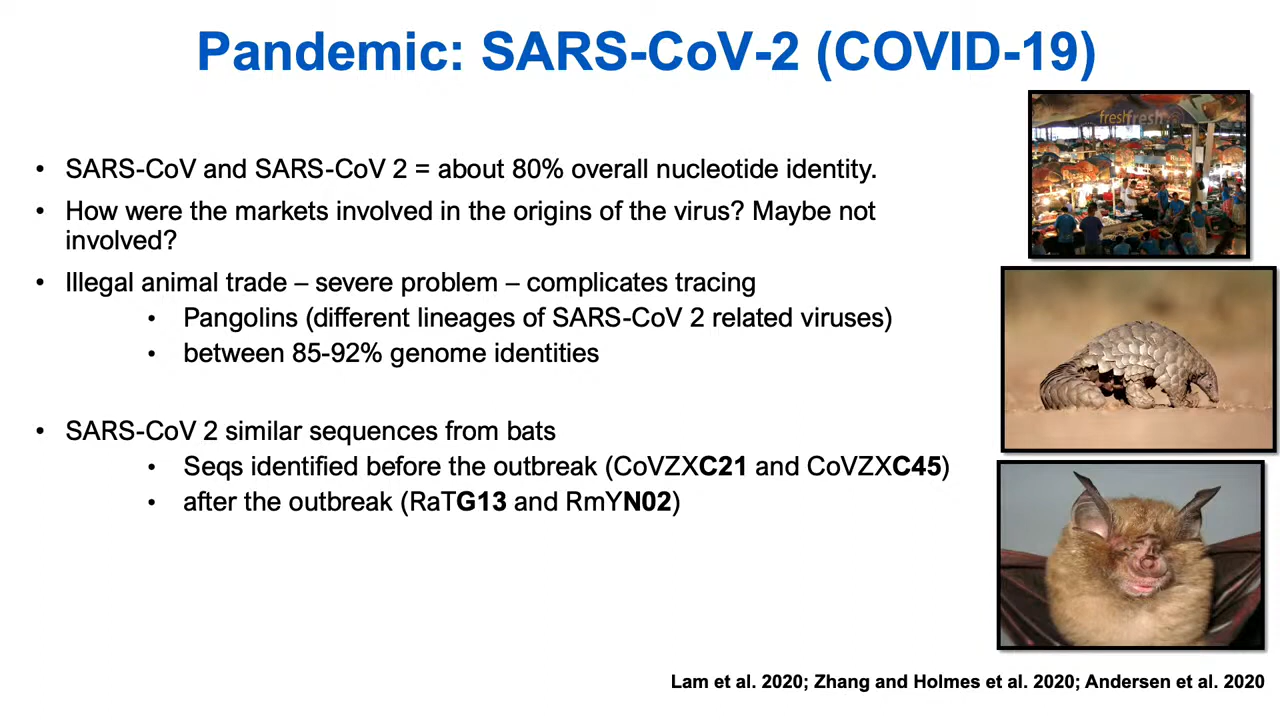 Pandemic: SARS-CoV-2 (COVID-19)
• SARS-CoV and SARS-CoV 2 = about 80% overall nucleotide identity.
• How were the markets involved in the origins of the virus? Maybe not
involved?
• Illegal animal trade – severe problem – complicates tracing
• Pangolins (different lineages of SARS-CoV 2 related viruses)
• between 85-92% genome identities
• SARS-CoV 2 similar sequences from bats
• Seqs identified before the outbreak (CoVZXC21 and CoVZXC45)
• after the outbreak (RaTG13 and RmYN02)
freshfresh
Lam et al. 2020; Zhang and Holmes et al. 2020; Andersen et al. 2020